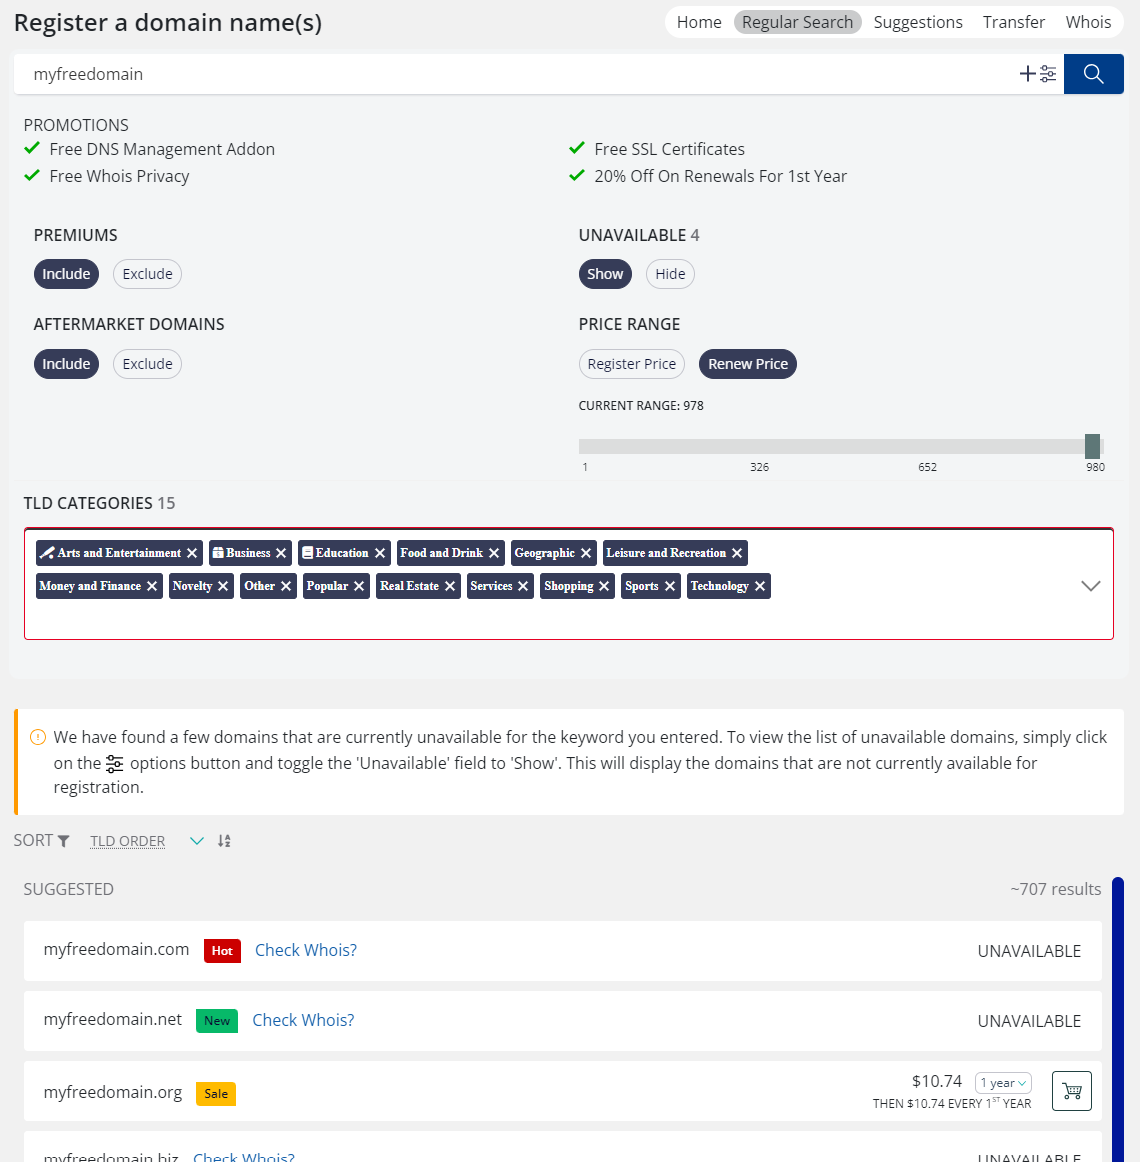 Register a domain name(s)
Home Regular Search Suggestions Transfer Whois
myfreedomain
PROMOTIONS
Free DNS Management Addon
Free SSL Certificates
Free Whois Privacy
20% Off On Renewals For 1st Year
PREMIUMS
Include Exclude
UNAVAILABLE 4
Show Hide
AFTERMARKET DOMAINS
Include Exclude
PRICE RANGE
Register Price Renew Price
CURRENT RANGE: 978
1 326 652 980
TLD CATEGORIES 15
Arts and Entertainment Business Education Food and Drink Geographic Leisure and Recreation
Money and Finance Novelty Other Popular Real Estate Services Shopping Sports Technology
We have found a few domains that are currently unavailable for the keyword you entered. To view the list of unavailable domains, simply click
on the options button and toggle the 'Unavailable' field to 'Show'. This will display the domains that are not currently available for
registration.
SORT TLD ORDER
SUGGESTED ~707 results
myfreedomain.com Hot Check Whois? UNAVAILABLE
myfreedomain.net New Check Whois? UNAVAILABLE
myfreedomain.org Sale $10.74 1 year
THEN $10.74 EVERY 1ST YEAR
myfreedomain.biz Check Whois? UNAVAILABLE